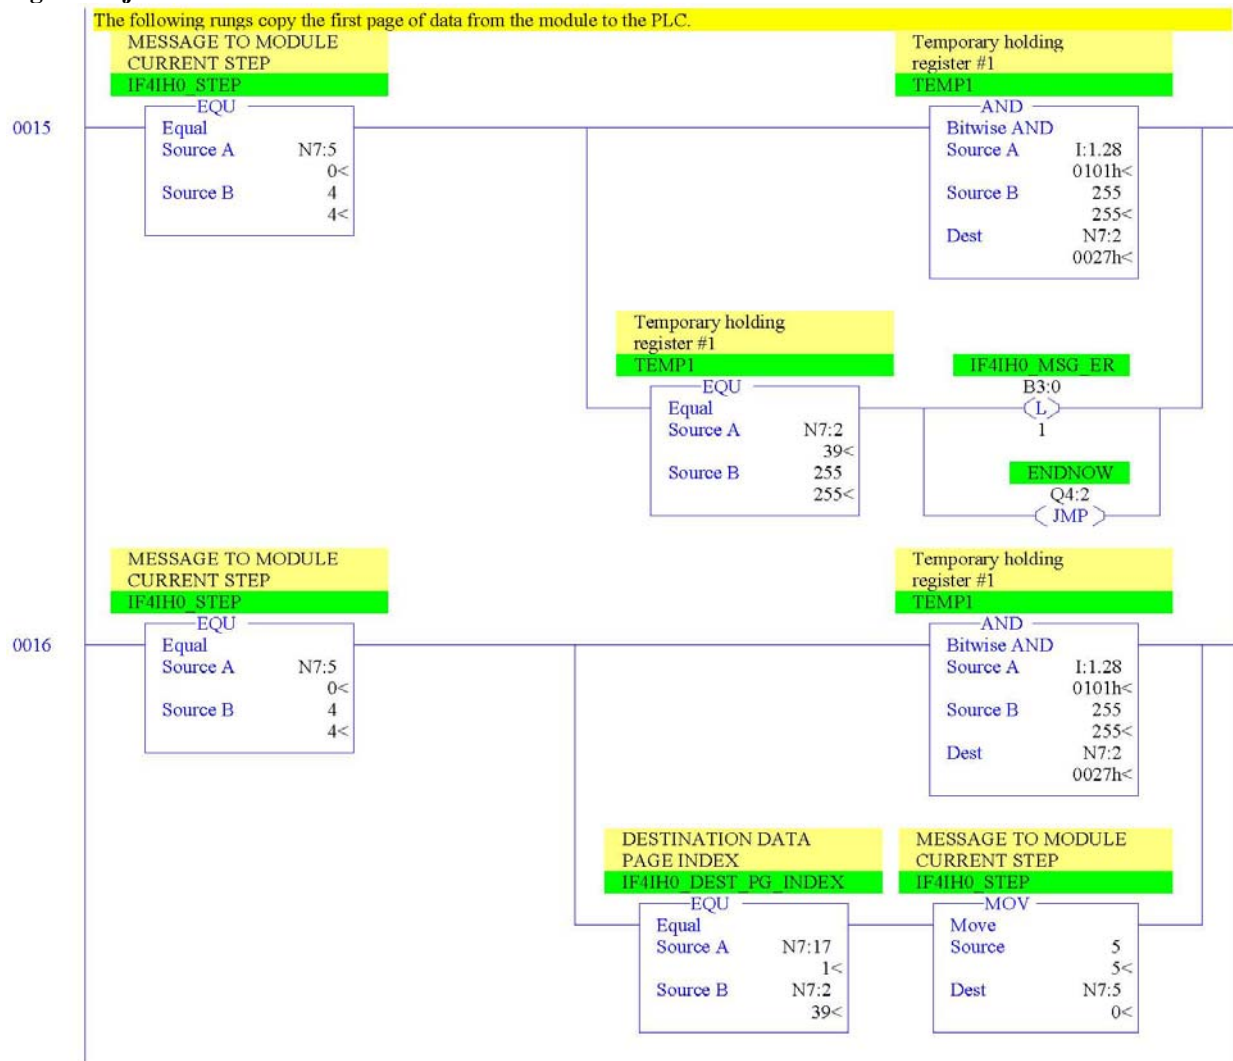 The following rungs copy the first page of data from the module to the PLC.
MESSAGE TO MODULE
CURRENT STEP
IF4IH0_STEP
EQU
0015
Equal
Source A N7:5
0<
Source B 4
4<
Temporary holding
register #1
TEMP1
AND
Bitwise AND
Source A I:1.28
0101h<
Source B 255
255<
Dest N7:2
0027h<
Temporary holding
register #1
TEMP1
EQU
Equal
Source A N7:2
39<
Source B 255
255<
IF4IH0_MSG_ER
B3:0
L
1
ENDNOW
Q4:2
JMP
MESSAGE TO MODULE
CURRENT STEP
IF4IH0_STEP
EQU
0016
Equal
Source A N7:5
0<
Source B 4
4<
Temporary holding
register #1
TEMP1
AND
Bitwise AND
Source A I:1.28
0101h<
Source B 255
255<
Dest N7:2
0027h<
DESTINATION DATA
PAGE INDEX
IF4IH0_DEST_PG_INDEX
EQU
Equal
Source A N7:17
1<
Source B N7:2
39<
MESSAGE TO MODULE
CURRENT STEP
IF4IH0_STEP
MOV
Move
Source 5
5<
Dest N7:5
0<